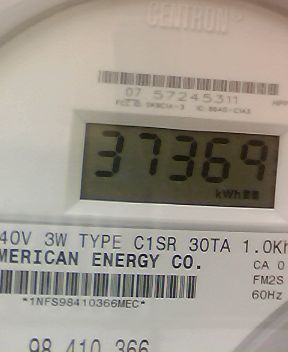 CENTRON
07 57245311
37369
kWh
40V 3W TYPE C1SR 30TA 1.0Kh
MERICAN ENERGY CO.
CA 0
FM2S
60Hz
*1NFS98410366MEC*
98 410 366